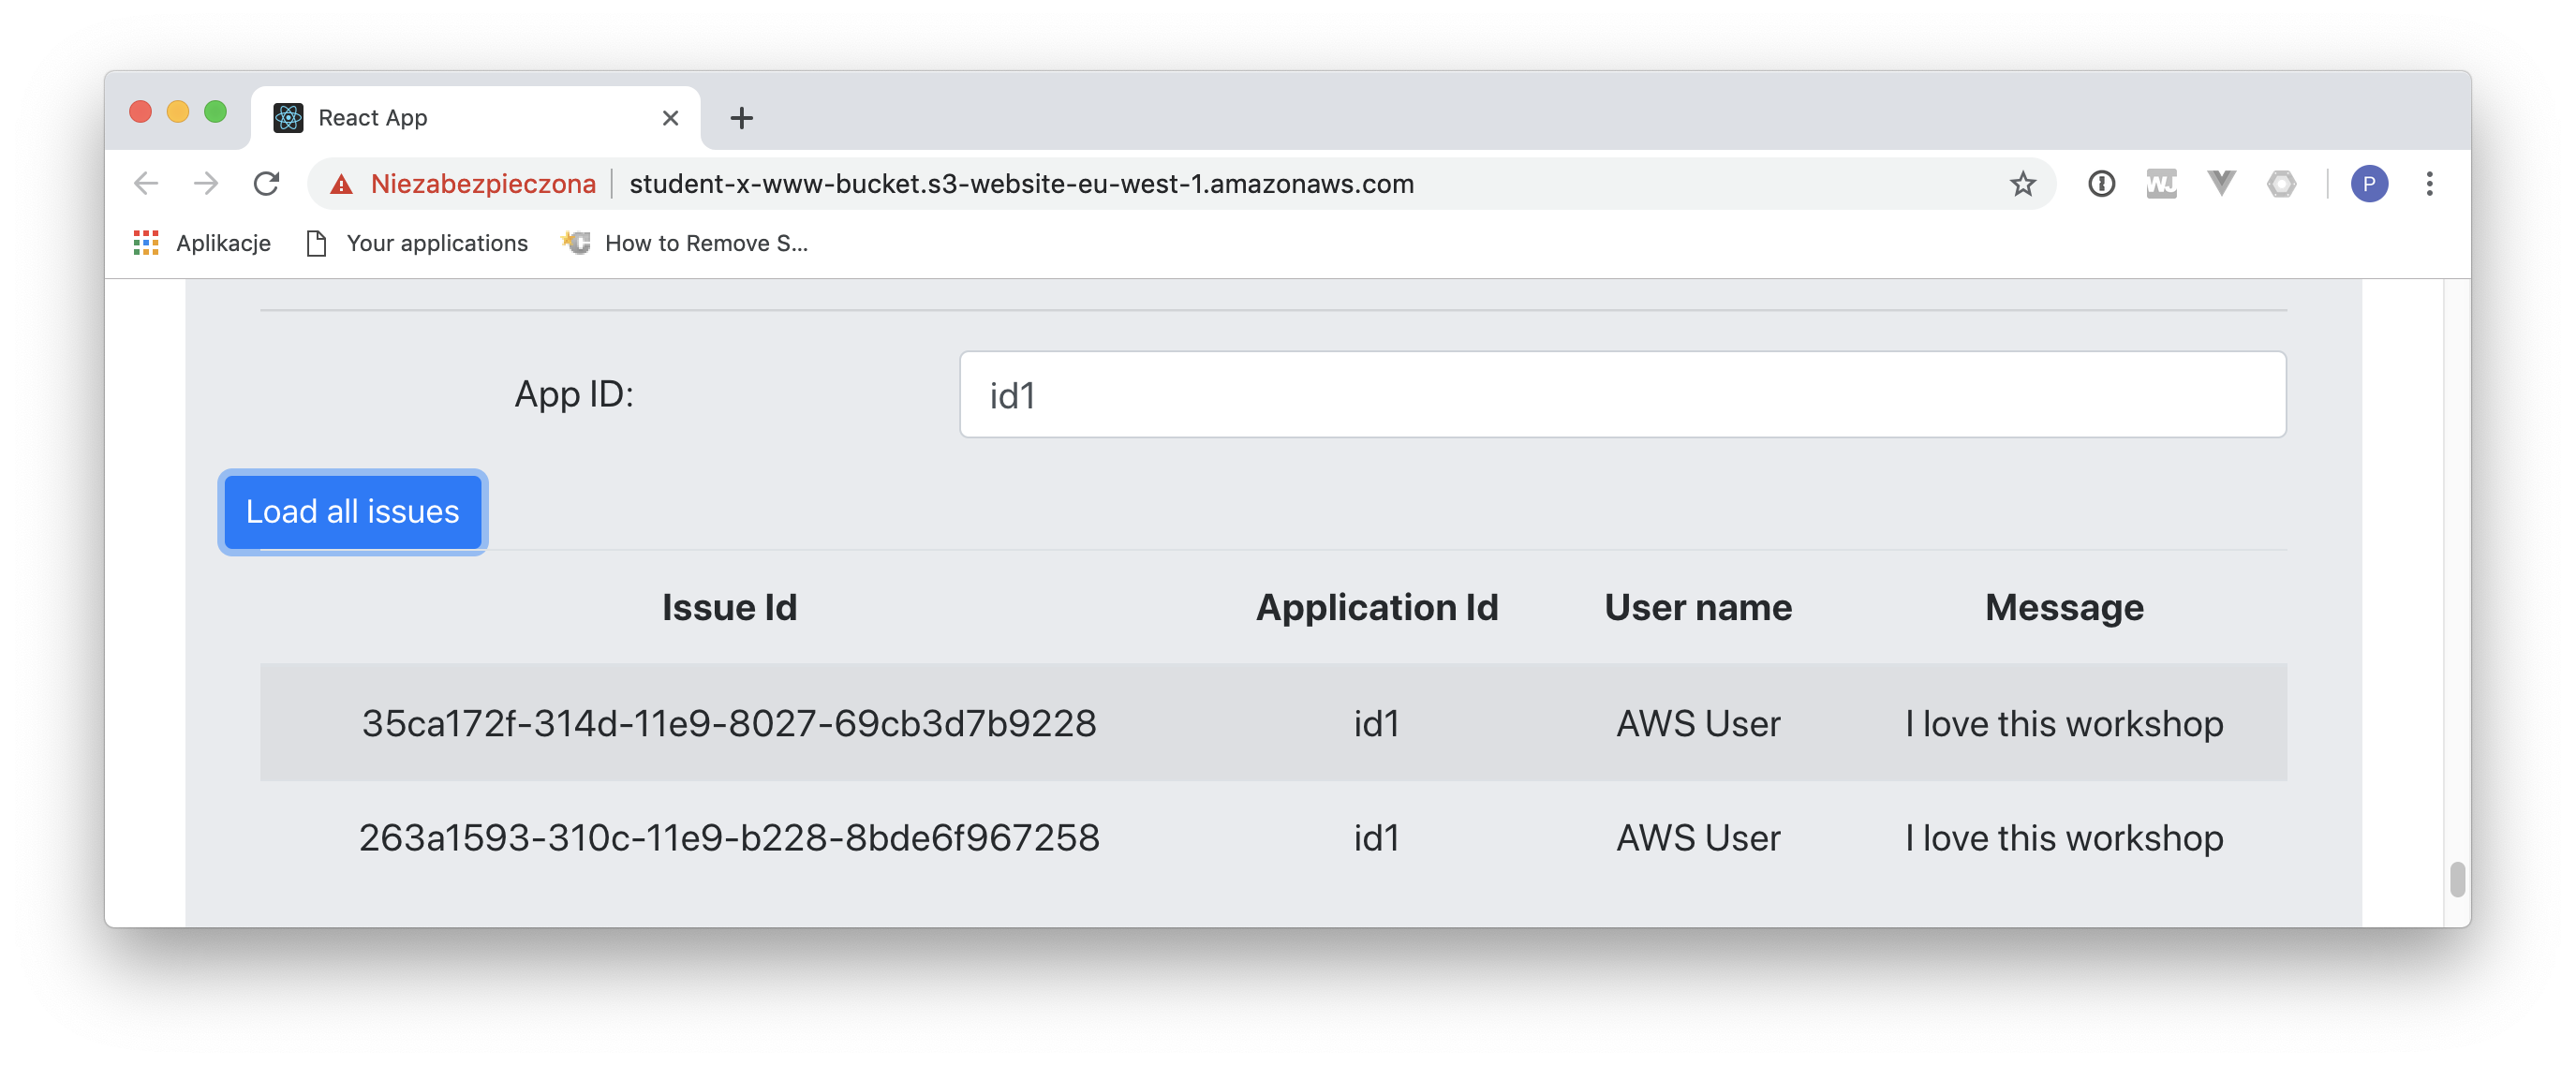 React App
Niezabezpieczona student-x-www-bucket.s3-website-eu-west-1.amazonaws.com WJ P
Aplikacje Your applications C How to Remove S...
App ID: id1
Load all issues
Issue Id Application Id User name Message
35ca172f-314d-11e9-8027-69cb3d7b9228 id1 AWS User I love this workshop
263a1593-310c-11e9-b228-8bde6f967258 id1 AWS User I love this workshop